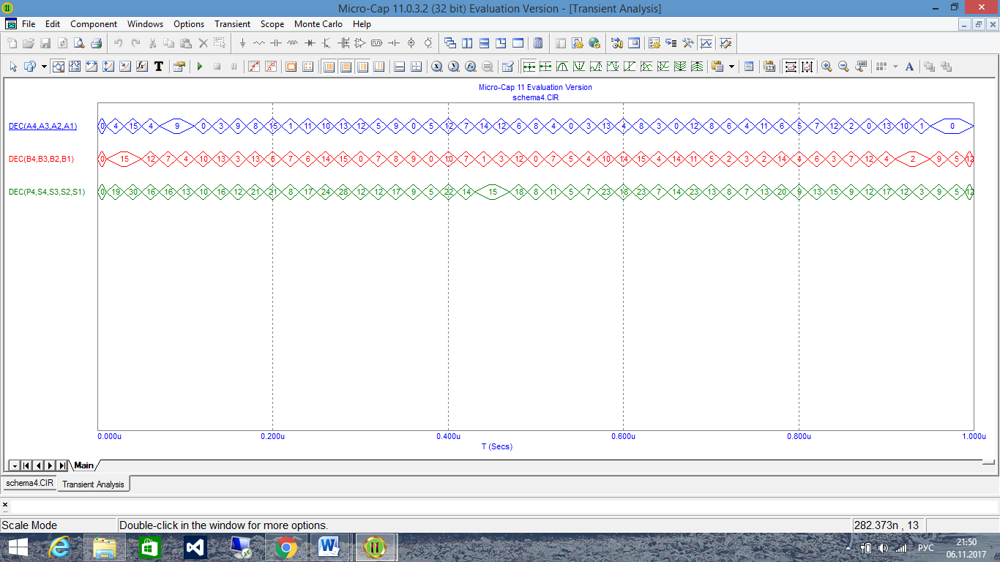 Micro-Cap 11.0.3.2 (32 bit) Evaluation Version - [Transient Analysis]
File Edit Component Windows Options Transient Scope Monte Carlo Help
Micro-Cap 11 Evaluation Version
schema4.CIR
DEC(A4,A3,A2,A1) 0 4 15 4 9 0 3 9 8 15 1 11 10 13 12 5 9 0 5 12 7 14 12 6 8 4 0 3 13 4 8 3 0 12 8 6 4 11 6 5 7 12 2 0 13 10 1 0
DEC(B4,B3,B2,B1) 0 15 12 7 4 10 13 3 13 6 7 6 14 15 0 7 8 9 0 10 7 1 3 12 0 7 5 4 10 14 15 4 14 11 5 2 3 2 14 4 6 3 7 12 4 2 9 5 12
DEC(P4,S4,S3,S2,S1) 0 19 30 16 16 13 10 16 12 21 21 8 17 24 28 12 12 17 9 5 22 14 15 18 8 11 5 7 23 18 23 7 14 23 13 8 7 13 20 9 13 15 9 12 17 12 3 9 5 12
0.000u 0.200u 0.400u 0.600u 0.800u 1.000u
T (Secs)
Main
schema4.CIR Transient Analysis
Scale Mode Double-click in the window for more options. 282.373n , 13
РУС 21:50
06.11.2017